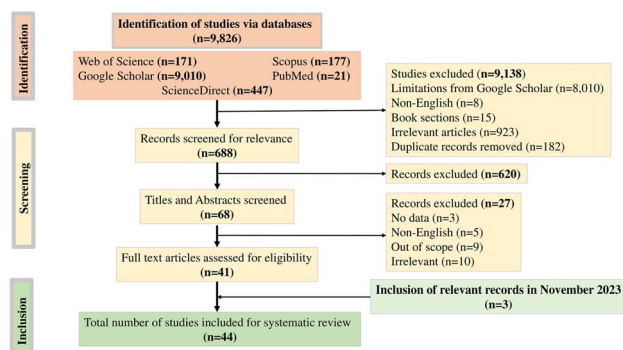 Identification
Identification of studies via databases
(n=9,826)
Web of Science (n=171) Scopus (n=177)
Google Scholar (n=9,010) PubMed (n=21)
ScienceDirect (n=447)
Studies excluded (n=9,138)
Limitations from Google Scholar (n=8,010)
Non-English (n=8)
Book sections (n=15)
Irrelevant articles (n=923)
Duplicate records removed (n=182)
Screening
Records screened for relevance
(n=688)
Records excluded (n=620)
Titles and Abstracts screened
(n=68)
Records excluded (n=27)
No data (n=3)
Non-English (n=5)
Out of scope (n=9)
Irrelevant (n=10)
Full text articles assessed for eligibility
(n=41)
Inclusion
Inclusion of relevant records in November 2023
(n=3)
Total number of studies included for systematic review
(n=44)